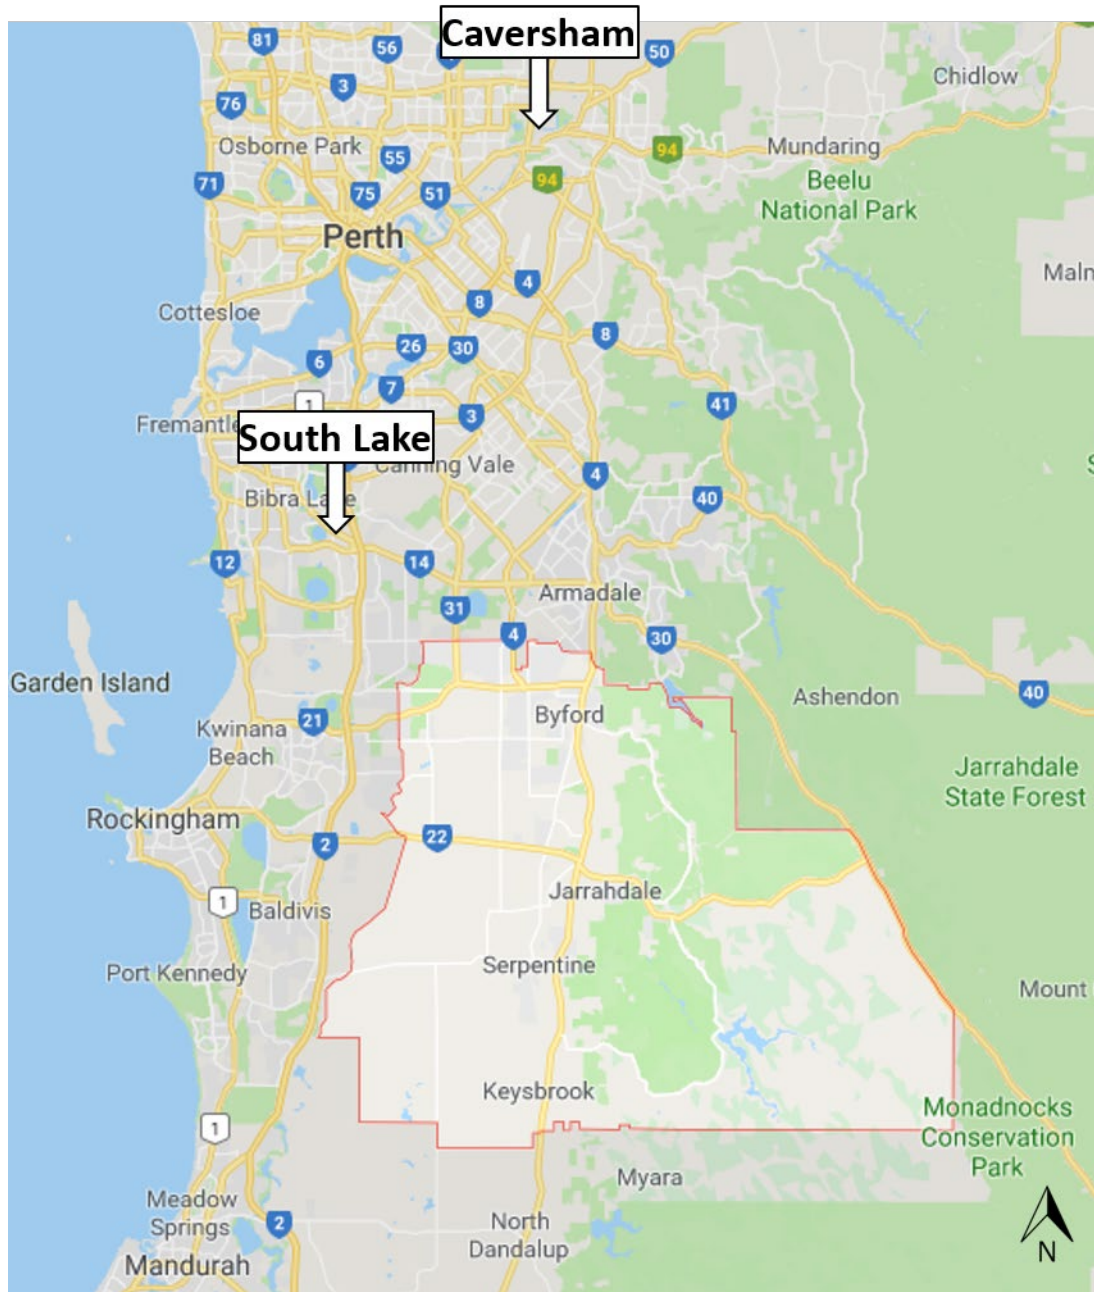 Caversham
81
56
50
Chidlow
3
76
Osborne Park
94
Mundaring
55
94
Beelu
National Park
71
75
51
Perth
Maln
4
8
Cottesloe
8
26
30
6
7
1
41
3
Fremantle
South Lake
Canning Vale
4
Bibra Lake
40
12
14
Armadale
31
4
30
Garden Island
Ashendon
40
21
Byford
Kwinana
Beach
Jarrahdale
State Forest
Rockingham
22
2
Jarrahdale
1
Baldivis
Serpentine
Port Kennedy
Mount
Keysbrook
Monadnocks
Conservation
Park
1
Myara
Meadow
Springs
2
North
Dandalup
N
Mandurah